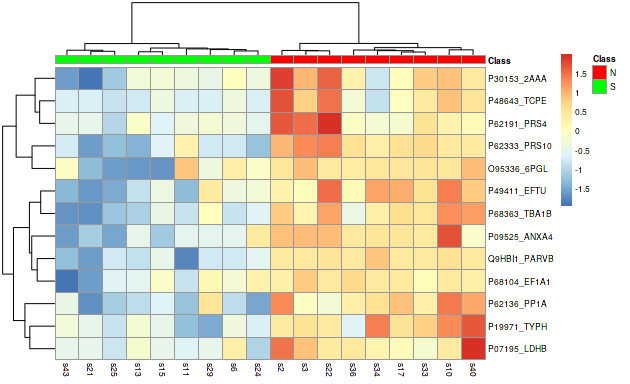 Class
P30153_2AAA
P48643_TCPE
P62191_PRS4
P62333_PRS10
O95336_6PGL
P49411_EFTU
P68363_TBA1B
P09525_ANXA4
Q9HBI1_PARVB
P68104_EF1A1
P62136_PP1A
P19971_TYPH
P07195_LDHB
s43 s21 s25 s13 s15 s11 s29 s6 s24 s2 s3 s22 s36 s34 s17 s33 s10 s40
1.5
1
0.5
0
-0.5
-1
-1.5
Class
N
S